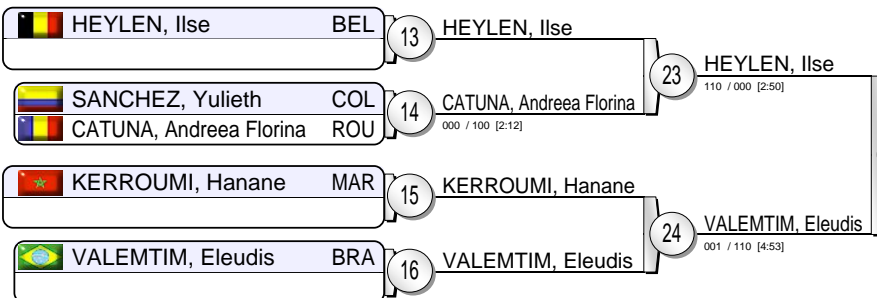 HEYLEN, Ilse BEL
13
HEYLEN, Ilse
23
HEYLEN, Ilse
110 / 000 [2:50]
SANCHEZ, Yulieth COL
CATUNA, Andreea Florina ROU
14
CATUNA, Andreea Florina
000 / 100 [2:12]
KERROUMI, Hanane MAR
15
KERROUMI, Hanane
24
VALEMTIM, Eleudis
001 / 110 [4:53]
VALEMTIM, Eleudis BRA
16
VALEMTIM, Eleudis